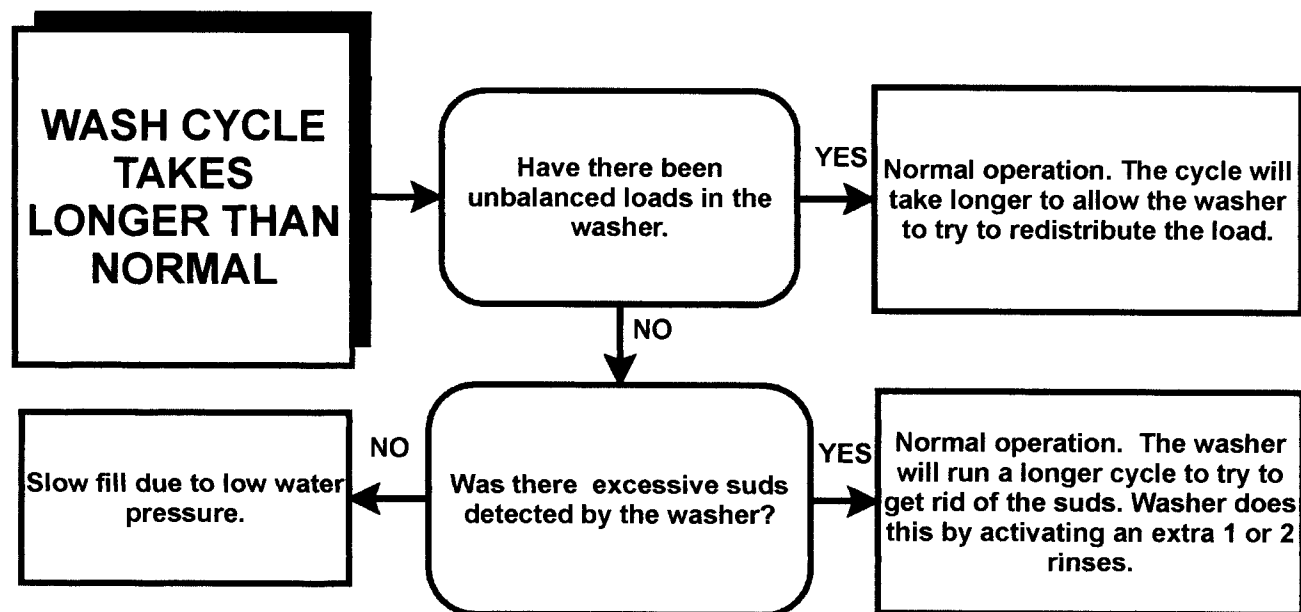 WASH CYCLE
TAKES
LONGER THAN
NORMAL
Have there been
unbalanced loads in the
washer.
YES
Normal operation. The cycle will
take longer to allow the washer
to try to redistribute the load.
NO
Was there excessive suds
detected by the washer?
YES
Normal operation. The washer
will run a longer cycle to try to
get rid of the suds. Washer does
this by activating an extra 1 or 2
rinses.
NO
Slow fill due to low water
pressure.